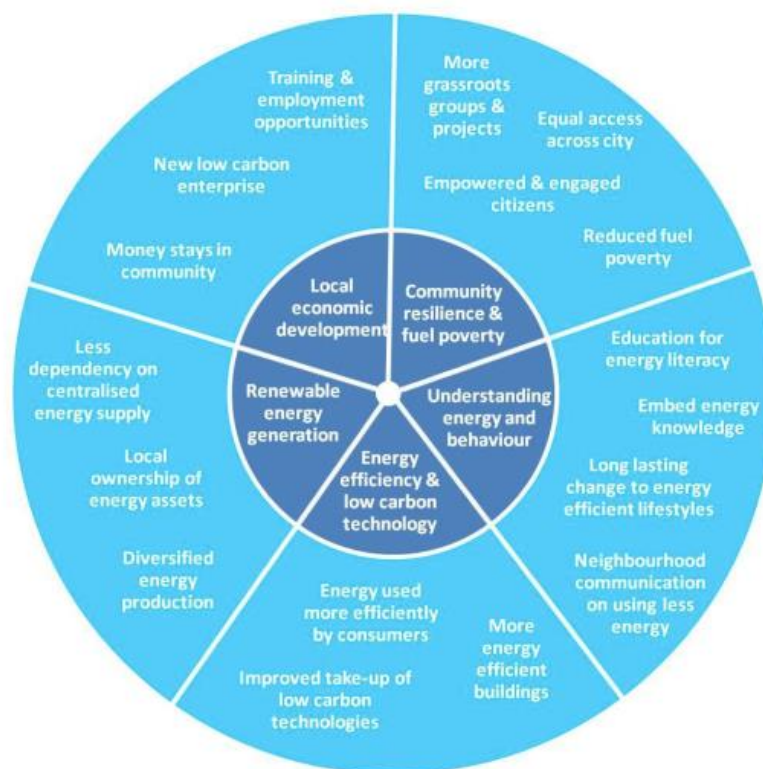 Training &
employment
opportunities
New low carbon
enterprise
Money stays in
community
More
grassroots
groups &
projects
Equal access
across city
Empowered & engaged
citizens
Reduced fuel
poverty
Local
economic
development
Community
resilience &
fuel poverty
Renewable
energy
generation
Understanding
energy and
behaviour
Energy
efficiency &
low carbon
technology
Less
dependency on
centralised
energy supply
Local
ownership of
energy assets
Diversified
energy
production
Education for
energy literacy
Embed energy
knowledge
Long lasting
change to energy
efficient lifestyles
Neighbourhood
communication
on using less
energy
Energy used
more efficiently
by consumers
Improved take-up of
low carbon
technologies
More
energy
efficient
buildings